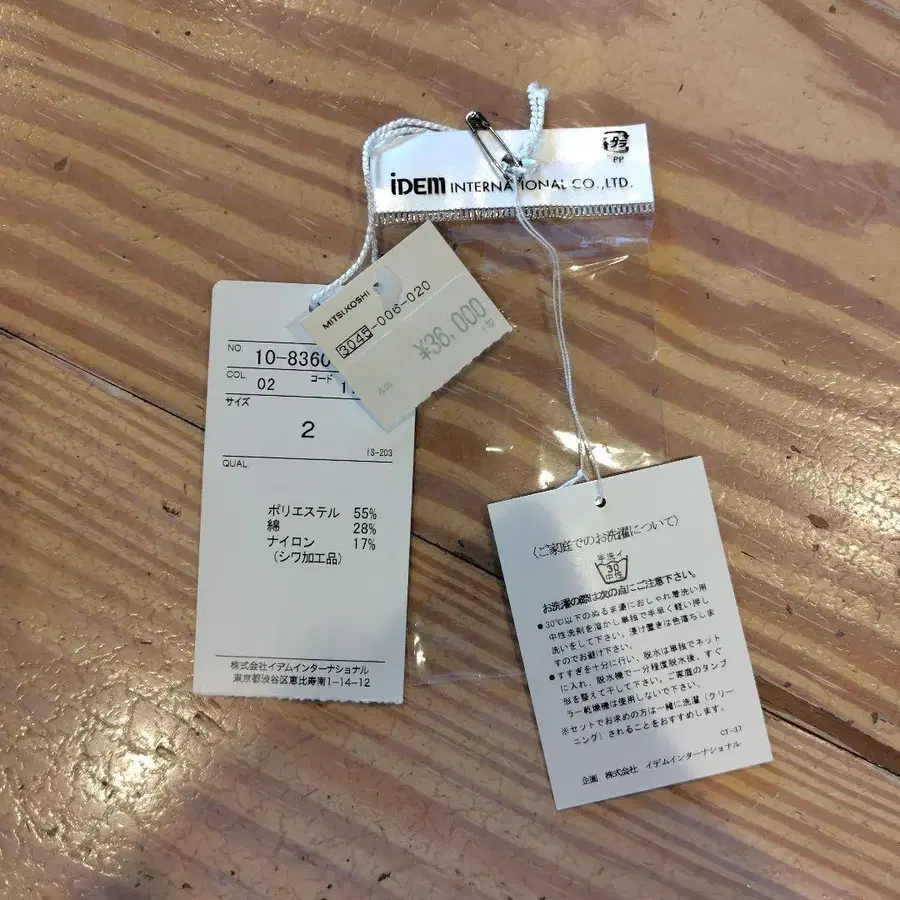 プラ
PP
iDEM INTERNATIONAL CO.,LTD.
MITSUKOSHI
3045-006-020
¥36,000
NO. 10-8360
COL. 02 コード 1
サイズ
2
IS-203
QUAL.
ポリエステル 55%
綿 28%
ナイロン 17%
(シワ加工品)
株式会社イデムインターナショナル
東京都渋谷区恵比寿南1-14-12
〈ご家庭でのお洗濯について〉
手洗イ
30
中性
お洗濯の際は次の点にご注意下さい。
●30℃以下のぬるま湯におしゃれ着洗い用
中性洗剤を溶かし単独で手早く軽い押し
洗いをして下さい。浸け置きは色落ちしま
すのでお避け下さい。
●すすぎを十分に行い、脱水は単独でネット
に入れ、脱水機で一分程度脱水後、すぐ
形を整えて干して下さい。ご家庭のタンブ
ラー乾燥機は使用しないで下さい。
※セットでお求めの方は一緒に洗濯(クリー
ニング)されることをおすすめします。
CT-37
企画 株式会社 イデムインターナショナル